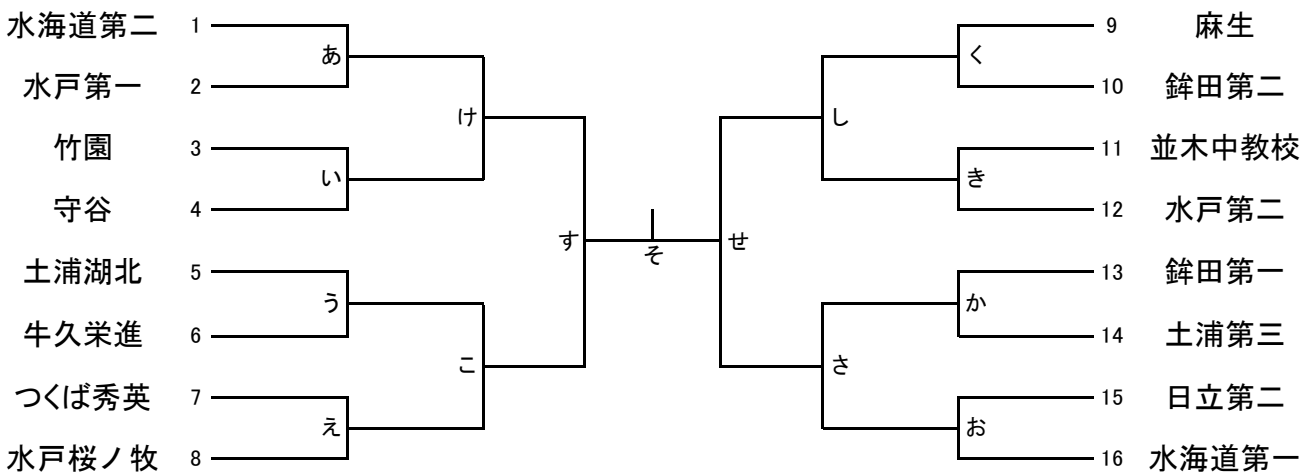 水海道第二 1
あ
水戸第一 2
け
竹園 3
い
守谷 4
す
土浦湖北 5
う
牛久栄進 6
こ
つくば秀英 7
え
水戸桜ノ牧 8
そ
9 麻生
く
10 鉾田第二
し
11 並木中教校
き
12 水戸第二
せ
13 鉾田第一
か
14 土浦第三
さ
15 日立第二
お
16 水海道第一